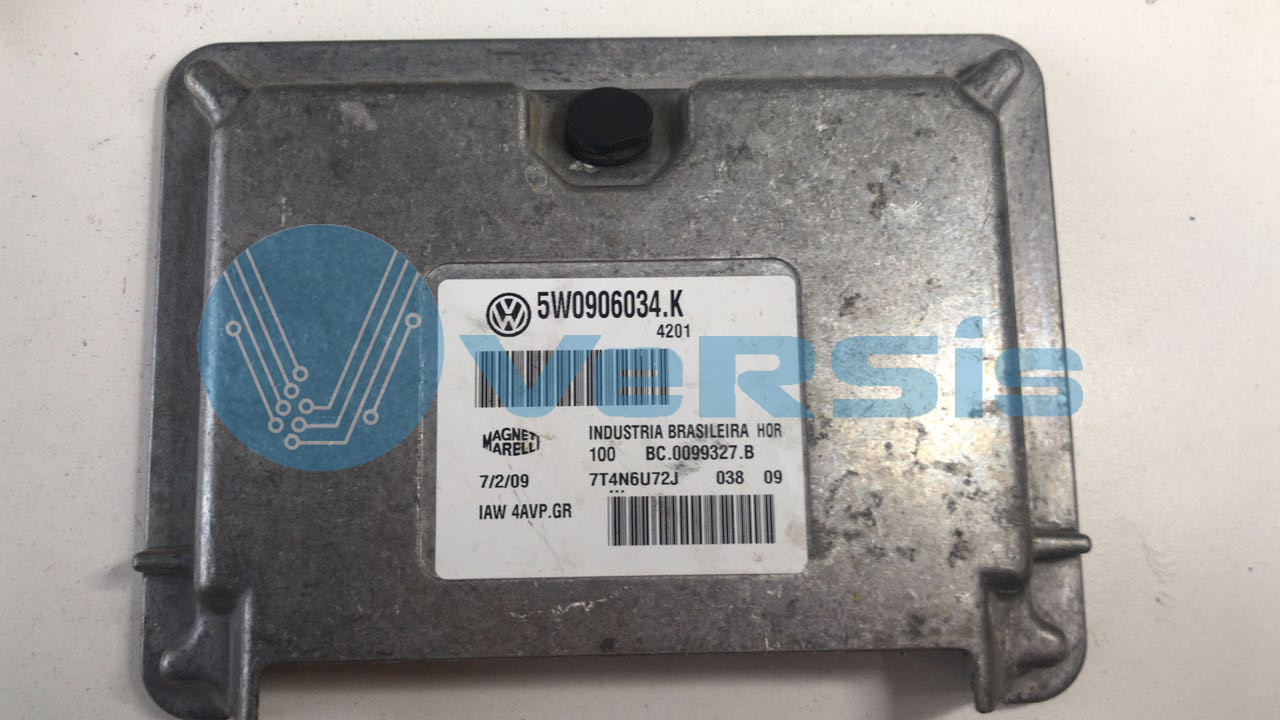 5W0906034.K
4201
VERSIS
MAGNETI MARELLI
INDUSTRIA BRASILEIRA HOR
100 BC.0099327.B
7/2/09 7T4N6U72J 038 09
IAW 4AVP.GR